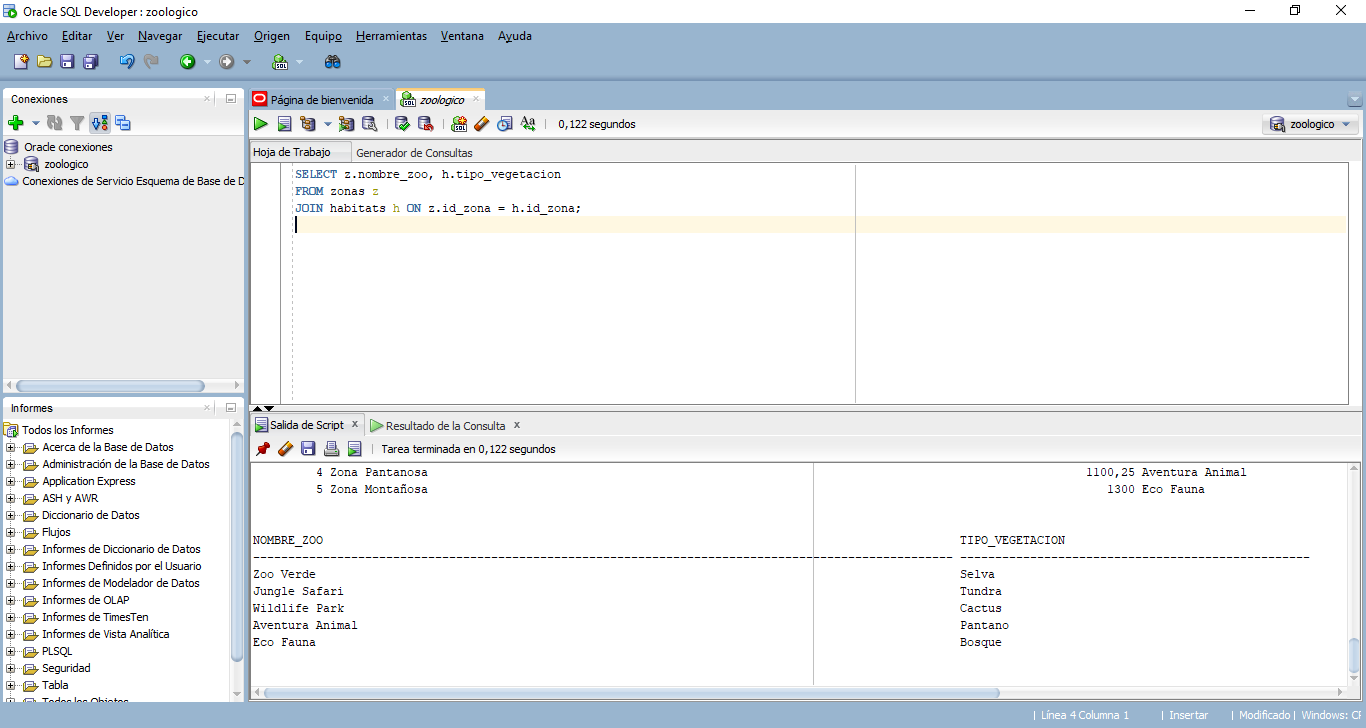 Oracle SQL Developer : zoologico
Archivo Editar Ver Navegar Ejecutar Origen Equipo Herramientas Ventana Ayuda
Conexiones
Oracle conexiones
zoologico
Conexiones de Servicio Esquema de Base de D
Informes
Todos los Informes
Acerca de la Base de Datos
Administración de la Base de Datos
Application Express
ASH y AWR
Diccionario de Datos
Flujos
Informes de Diccionario de Datos
Informes Definidos por el Usuario
Informes de Modelador de Datos
Informes de OLAP
Informes de TimesTen
Informes de Vista Analítica
PLSQL
Seguridad
Tabla
Todos los Objetos
Página de bienvenida zoologico
0,122 segundos zoologico
Hoja de Trabajo Generador de Consultas
SELECT z.nombre_zoo, h.tipo_vegetacion
FROM zonas z
JOIN habitats h ON z.id_zona = h.id_zona;
Salida de Script x Resultado de la Consulta x
Tarea terminada en 0,122 segundos
4 Zona Pantanosa 1100,25 Aventura Animal
5 Zona Montañosa 1300 Eco Fauna
NOMBRE_ZOO TIPO_VEGETACION
Zoo Verde Selva
Jungle Safari Tundra
Wildlife Park Cactus
Aventura Animal Pantano
Eco Fauna Bosque
| Línea 4 Columna 1 | Insertar | Modificado | Windows: CF